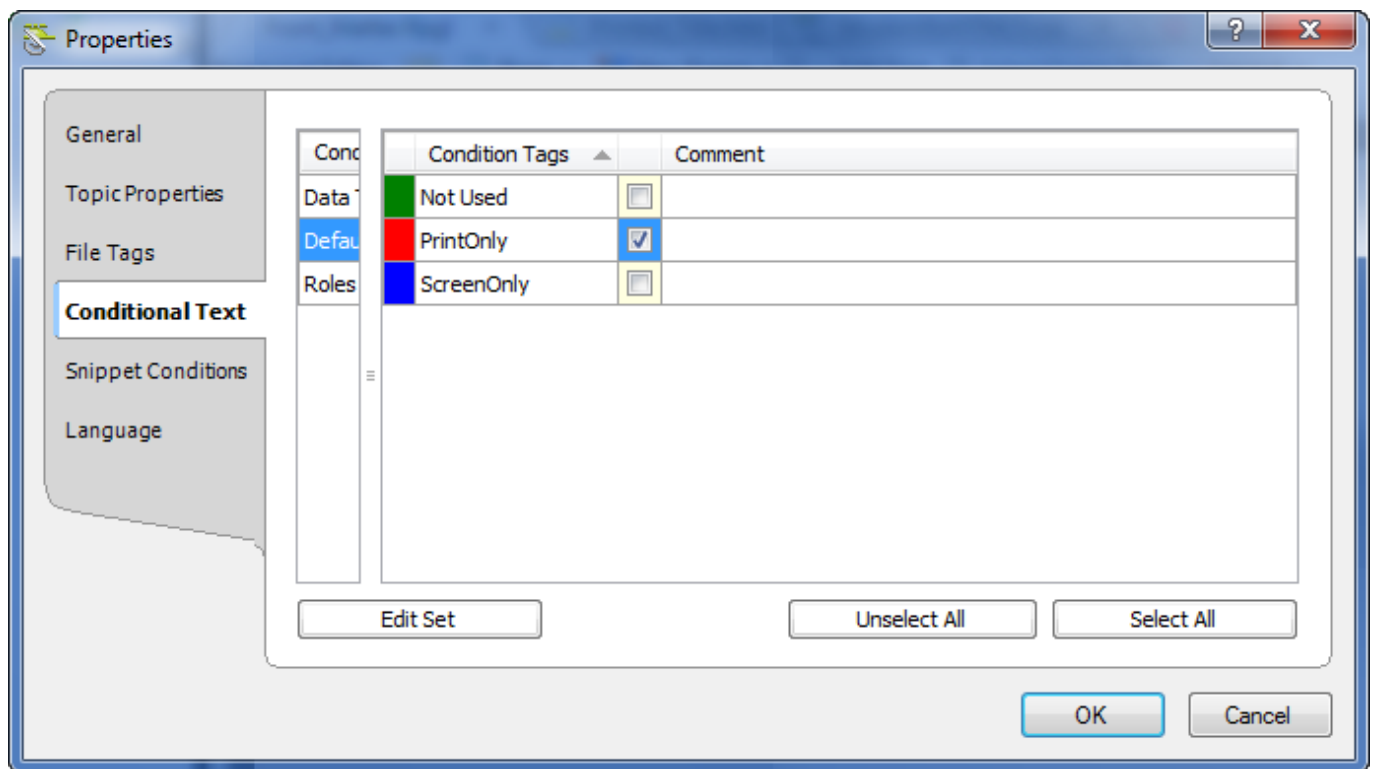 Properties
?
General
Topic Properties
File Tags
Conditional Text
Snippet Conditions
Language
Cond Condition Tags Comment
Data Not Used
Defau PrintOnly
Roles ScreenOnly
Edit Set Unselect All Select All
OK Cancel